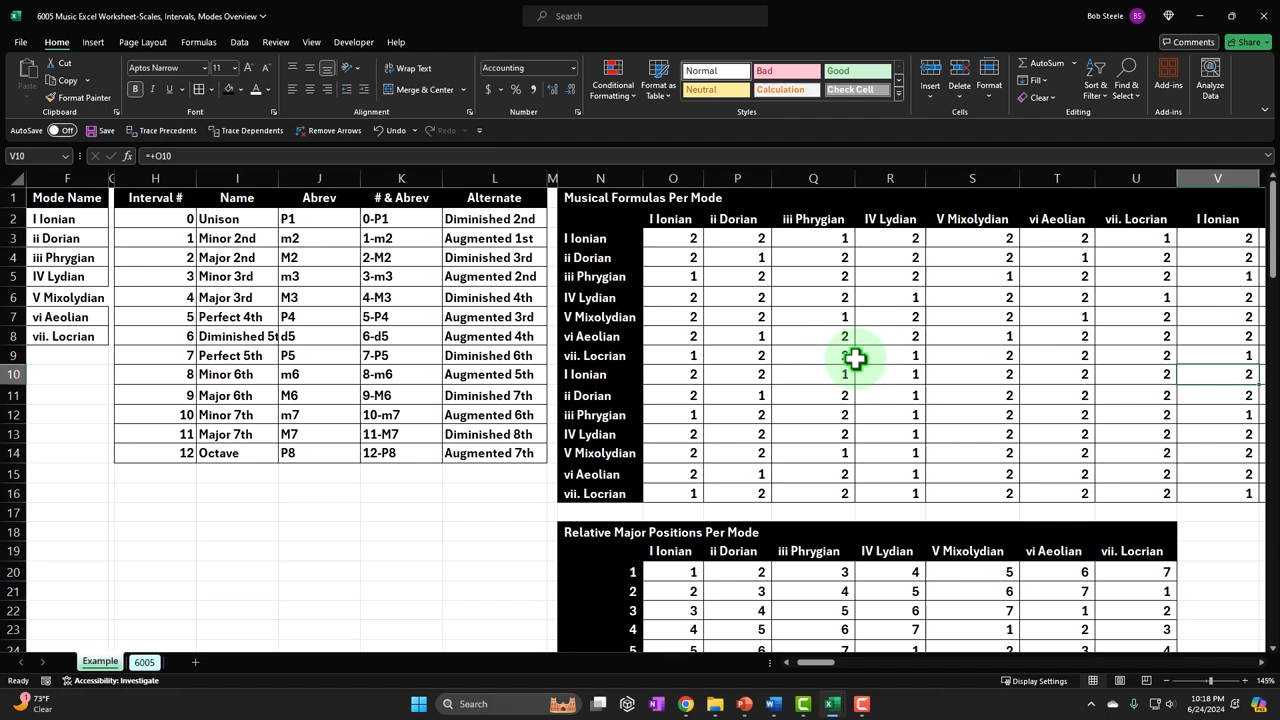 6005 Music Excel Worksheet-Scales, Intervals, Modes Overview
Search
Bob Steele BS
File Home Insert Draw Page Layout Formulas Data Review View Developer Help
Comments Share
Cut
Copy
Paste
Format Painter
Clipboard
Aptos Narrow 11
B I U
Font
Wrap Text
Merge & Center
Alignment
Accounting
$ % 9
Number
Conditional Formatting
Format as Table
Normal Bad Good
Neutral Calculation Check Cell
Styles
Insert Delete Format
Cells
AutoSum
Fill
Clear
Sort & Filter
Find & Select
Editing
Add-ins
Add-ins
Analyze Data
AutoSave Off Save Trace Precedents Trace Dependents Remove Arrows Undo Redo
V10 fx =+O10
F G H I J K L M N O P Q R S T U V
1 Mode Name Interval # Name Abrev # & Abrev Alternate Musical Formulas Per Mode
2 I Ionian 0 Unison P1 0-P1 Diminished 2nd I Ionian ii Dorian iii Phrygian IV Lydian V Mixolydian vi Aeolian vii. Locrian I Ionian
3 ii Dorian 1 Minor 2nd m2 1-m2 Augmented 1st I Ionian 2 2 1 2 2 2 1 2
4 iii Phrygian 2 Major 2nd M2 2-M2 Diminished 3rd ii Dorian 2 1 2 2 2 1 2 2
5 IV Lydian 3 Minor 3rd m3 3-m3 Augmented 2nd iii Phrygian 1 2 2 2 1 2 2 1
6 V Mixolydian 4 Major 3rd M3 4-M3 Diminished 4th IV Lydian 2 2 2 1 2 2 1 2
7 vi Aeolian 5 Perfect 4th P4 5-P4 Augmented 3rd V Mixolydian 2 2 1 2 2 1 2 2
8 vii. Locrian 6 Diminished 5th d5 6-d5 Augmented 4th vi Aeolian 2 1 2 2 1 2 2 2
9 7 Perfect 5th P5 7-P5 Diminished 6th vii. Locrian 1 2 1 2 2 2 1
10 8 Minor 6th m6 8-m6 Augmented 5th I Ionian 2 2 1 1 2 2 2 2
11 9 Major 6th M6 9-M6 Diminished 7th ii Dorian 2 1 2 1 2 2 2 2
12 10 Minor 7th m7 10-m7 Augmented 6th iii Phrygian 1 2 2 1 2 2 2 1
13 11 Major 7th M7 11-M7 Diminished 8th IV Lydian 2 2 2 1 2 2 2 2
14 12 Octave P8 12-P8 Augmented 7th V Mixolydian 2 2 1 1 2 2 2 2
15 vi Aeolian 2 1 2 1 2 2 2 2
16 vii. Locrian 1 2 2 1 2 2 2 1
17
18 Relative Major Positions Per Mode
19 I Ionian ii Dorian iii Phrygian IV Lydian V Mixolydian vi Aeolian vii. Locrian
20 1 1 2 3 4 5 6 7
21 2 2 3 4 5 6 7 1
22 3 3 4 5 6 7 1 2
23 4 4 5 6 7 1 2 3
24 5 5 6 7 1 2 3 4
Example 6005
Ready Accessibility: Investigate Display Settings 145%
1 73°F
Clear
Search
10:18 PM
6/24/2024